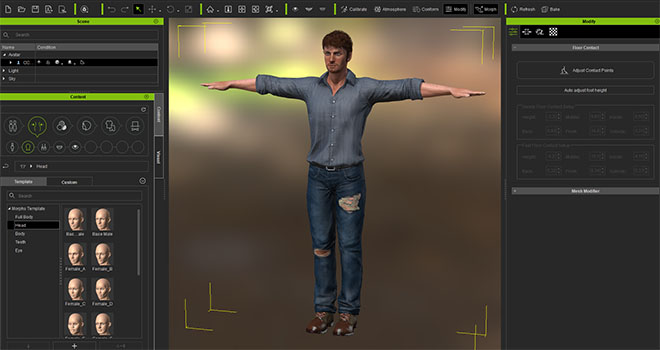 Calibrate
Atmosphere
Conform
Modify
Morph
Refresh
Bake
Scene
Search
Name
Condition
Avatar
Light
Sky
Content
Content
Visual
Head
Template
Custom
Search
Morphs Template
Full Body
Head
Body
Teeth
Eye
Bas...ale
Base Male
Female_A
Female_B
Female_C
Female_D
Modify
Floor Contact
Adjust Contact Points
Auto adjust foot height
Mesh Modifier